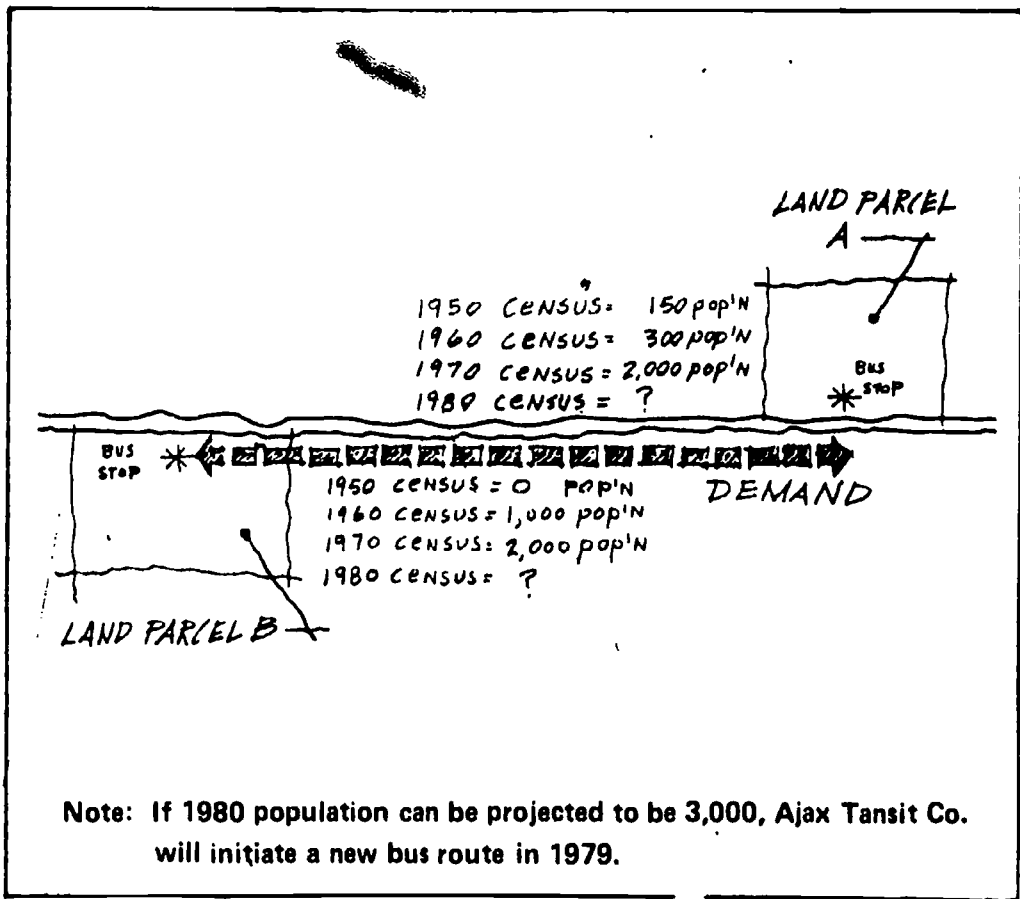 LAND PARCEL
A
1950 CENSUS= 150 pop'N
1960 CENSUS= 300 pop'N
1970 CENSUS= 2,000 pop'N
1980 CENSUS = ?
BUS
STOP
BUS
STOP
DEMAND
1950 CENSUS = 0 POP'N
1960 CENSUS= 1,000 pop'N
1970 CENSUS= 2,000 pop'N
1980 CENSUS= ?
LAND PARCEL B
Note: If 1980 population can be projected to be 3,000, Ajax Tansit Co.
will initiate a new bus route in 1979.